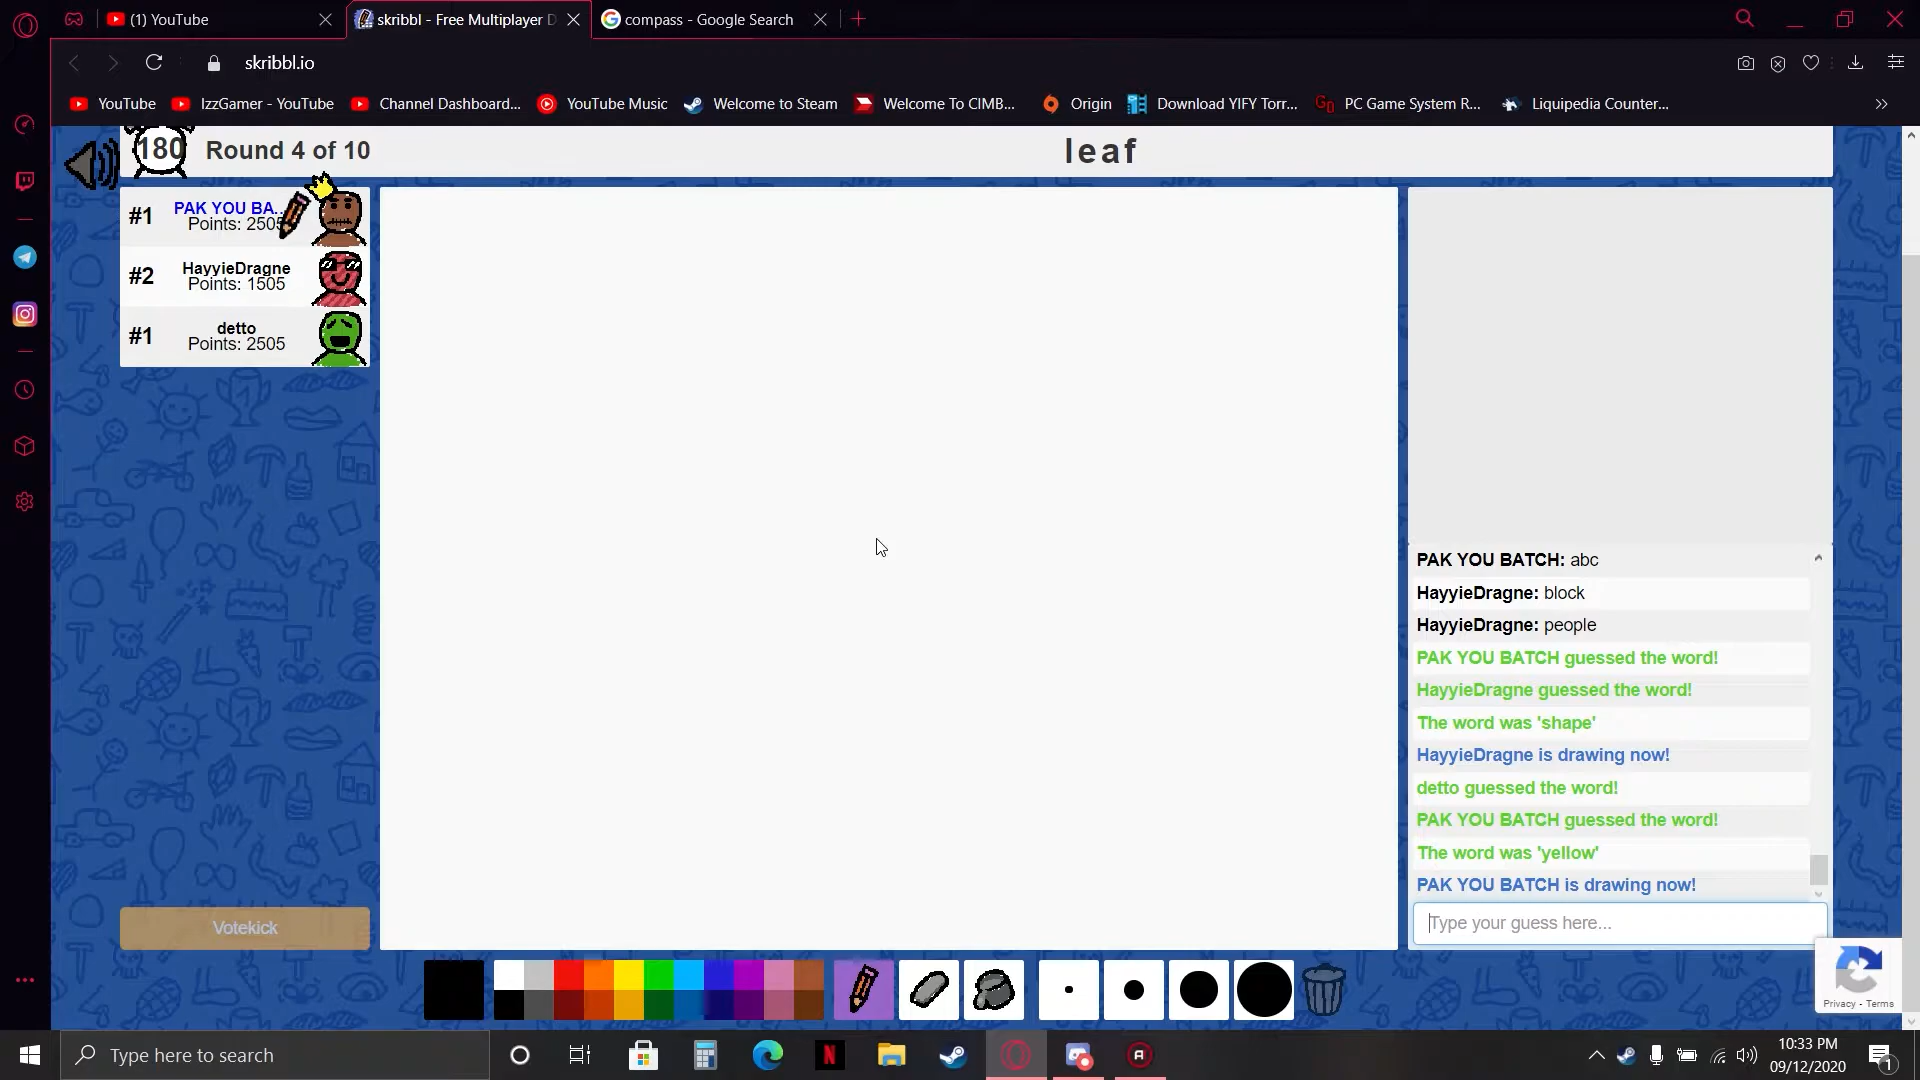 (1) YouTube
skribbl - Free Multiplayer D
compass - Google Search
skribbl.io
YouTube
IzzGamer - YouTube
Channel Dashboard...
YouTube Music
Welcome to Steam
Welcome To CIMB...
Origin
Download YIFY Torr...
PC Game System R...
Liquipedia Counter...
180
Round 4 of 10
leaf
#1
PAK YOU BA...
Points: 2505
#2
HayyieDragne
Points: 1505
#1
detto
Points: 2505
Votekick
PAK YOU BATCH: abc
HayyieDragne: block
HayyieDragne: people
PAK YOU BATCH guessed the word!
HayyieDragne guessed the word!
The word was 'shape'
HayyieDragne is drawing now!
detto guessed the word!
PAK YOU BATCH guessed the word!
The word was 'yellow'
PAK YOU BATCH is drawing now!
Type your guess here...
Privacy - Terms
Type here to search
10:33 PM
09/12/2020
1